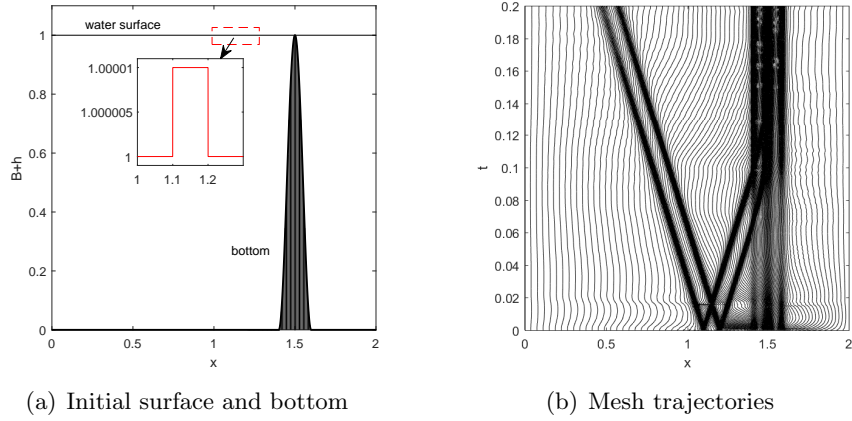 water surface
1
0.8
0.6
0.4
0.2
0
B+h
1.00001
1.000005
1
1 1.1 1.2
bottom
0 0.5 1 1.5 2
x
(a) Initial surface and bottom
0.2
0.18
0.16
0.14
0.12
0.1
0.08
0.06
0.04
0.02
0
t
0 0.5 1 1.5 2
x
(b) Mesh trajectories